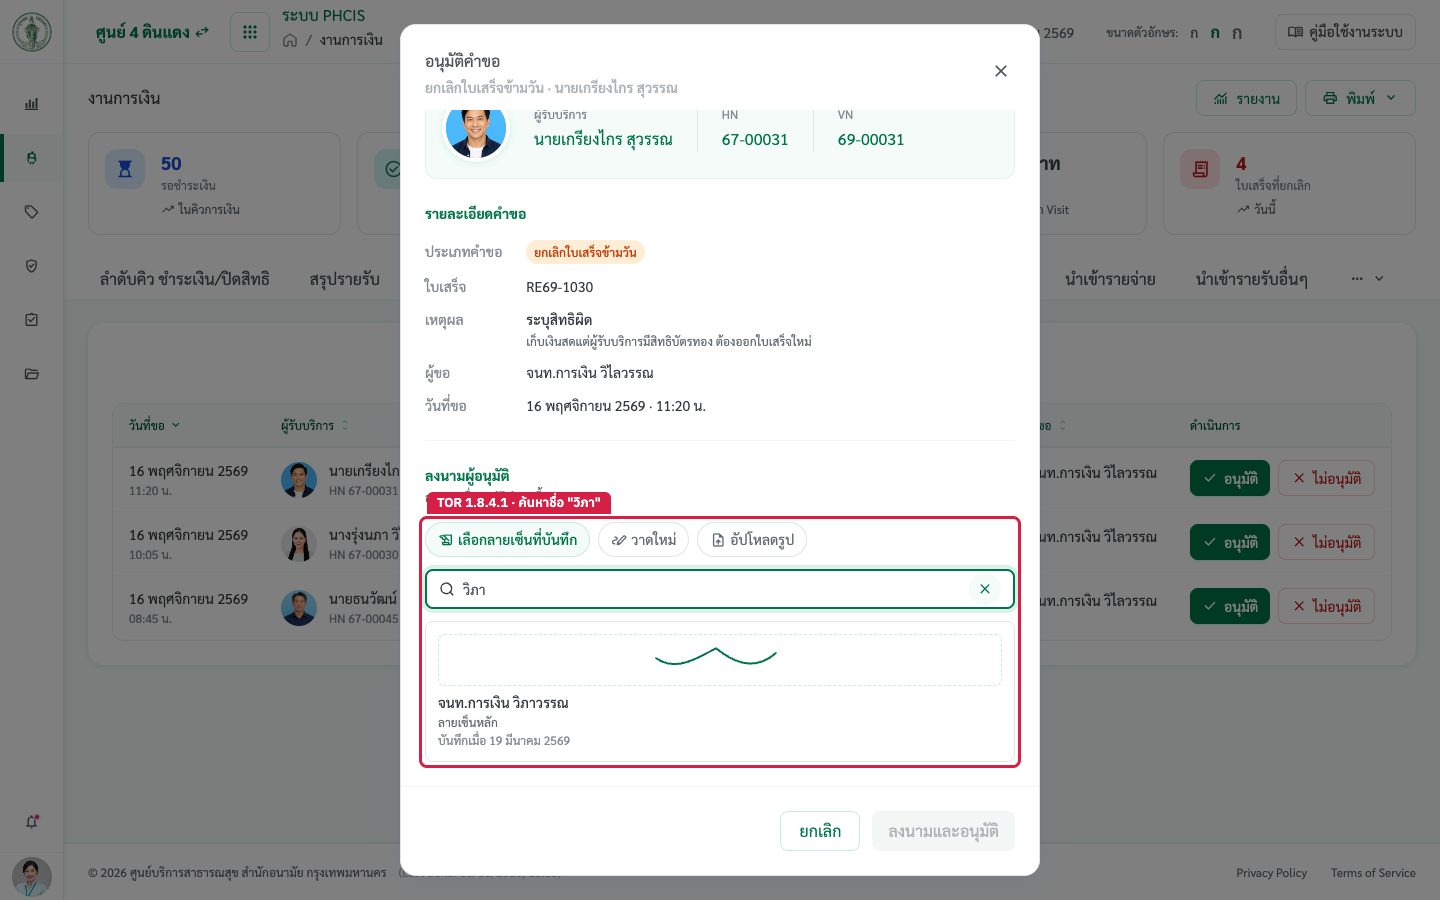 ศูนย์ 4 ดินแดง
ระบบ PHCIS
/ งานการเงิน
2569
ขนาดตัวอักษร: ก ก ก
คู่มือใช้งานระบบ
งานการเงิน
รายงาน
พิมพ์
50
รอชำระเงิน
ในคิวการเงิน
Visit
4
ใบเสร็จที่ยกเลิก
วันนี้
ลำดับคิว ชำระเงิน/ปิดสิทธิ
สรุปรายรับ
นำเข้ารายจ่าย
นำเข้ารายรับอื่นๆ
วันที่ขอ
ผู้รับบริการ
ดำเนินการ
16 พฤศจิกายน 2569
11:20 น.
HN 67-00031
วิไลวรรณ
อนุมัติ
ไม่อนุมัติ
16 พฤศจิกายน 2569
10:05 น.
นางรุ่งนภา
HN 67-00030
วิไลวรรณ
อนุมัติ
ไม่อนุมัติ
16 พฤศจิกายน 2569
08:45 น.
นายธนวัฒน์
HN 67-00045
วิไลวรรณ
อนุมัติ
ไม่อนุมัติ
อนุมัติคำขอ
ยกเลิกใบเสร็จข้ามวัน · นายเกรียงไกร สุวรรณ
ผู้รับบริการ
นายเกรียงไกร สุวรรณ
HN
67-00031
VN
69-00031
รายละเอียดคำขอ
ประเภทคำขอ ยกเลิกใบเสร็จข้ามวัน
ใบเสร็จ RE69-1030
เหตุผล ระบุสิทธิผิด
เก็บเงินสดแต่ผู้รับบริการมีสิทธิบัตรทอง ต้องออกใบเสร็จใหม่
ผู้ขอ จนท.การเงิน วิไลวรรณ
วันที่ขอ 16 พฤศจิกายน 2569 · 11:20 น.
ลงนามผู้อนุมัติ
TOR 1.8.4.1 · ค้นหาชื่อ "วิภา"
เลือกลายเซ็นที่บันทึก
วาดใหม่
อัปโหลดรูป
วิภา
จนท.การเงิน วิภาวรรณ
ลายเซ็นหลัก
บันทึกเมื่อ 19 มีนาคม 2569
ยกเลิก
ลงนามและอนุมัติ
© 2026 ศูนย์บริการสาธารณสุข สำนักอนามัย กรุงเทพมหานคร
Privacy Policy
Terms of Service